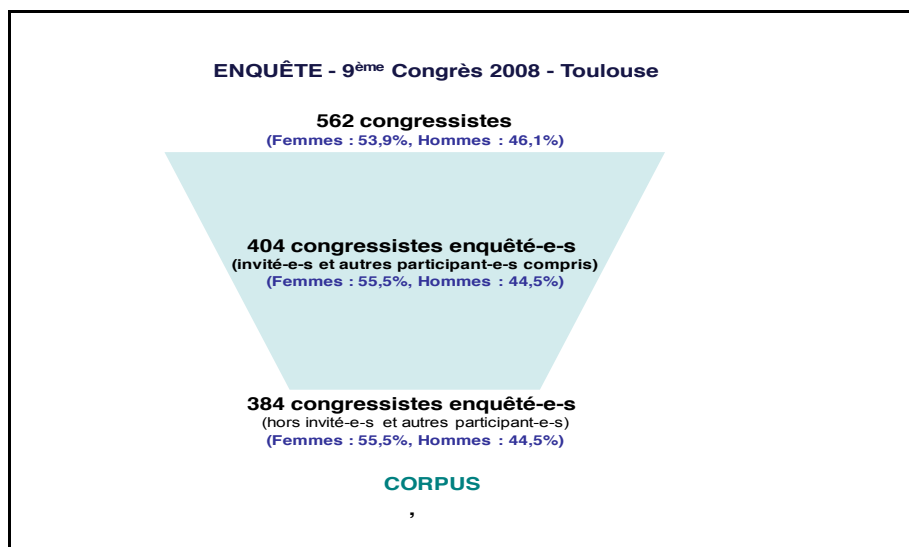 ENQUÊTE - 9ème Congrès 2008 - Toulouse
562 congressistes
(Femmes : 53,9%, Hommes : 46,1%)
404 congressistes enquêté-e-s
(invité-e-s et autres participant-e-s compris)
(Femmes : 55,5%, Hommes : 44,5%)
384 congressistes enquêté-e-s
(hors invité-e-s et autres participant-e-s)
(Femmes : 55,5%, Hommes : 44,5%)
CORPUS
,